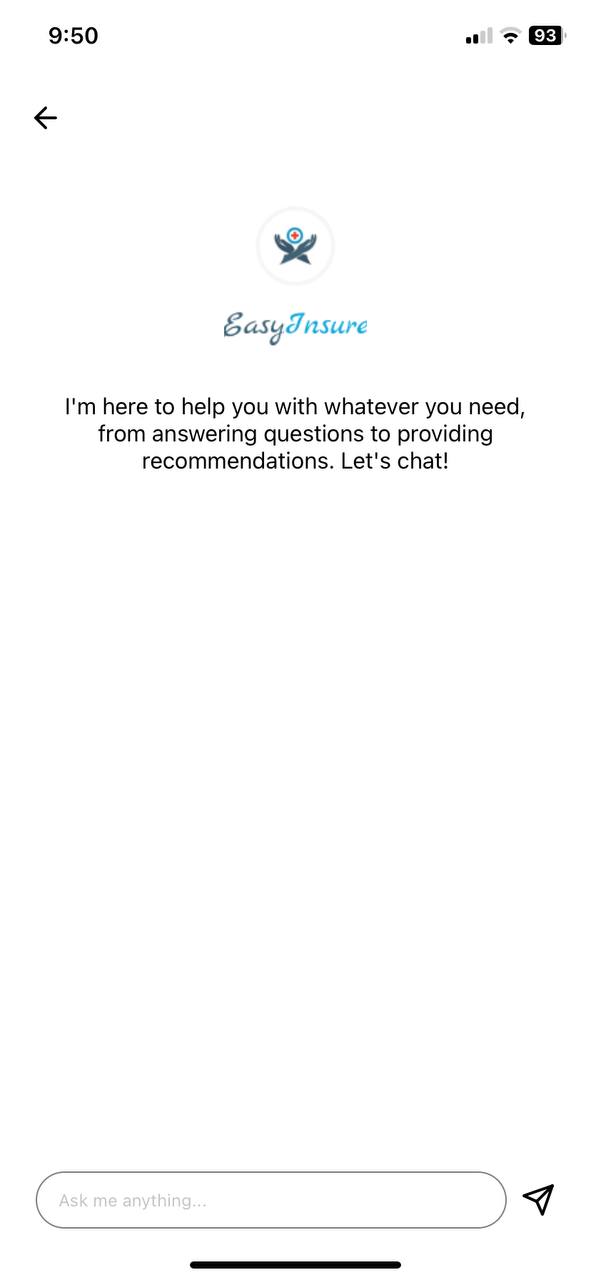 9:50
93
EasyInsure
I'm here to help you with whatever you need,
from answering questions to providing
recommendations. Let's chat!
Ask me anything...